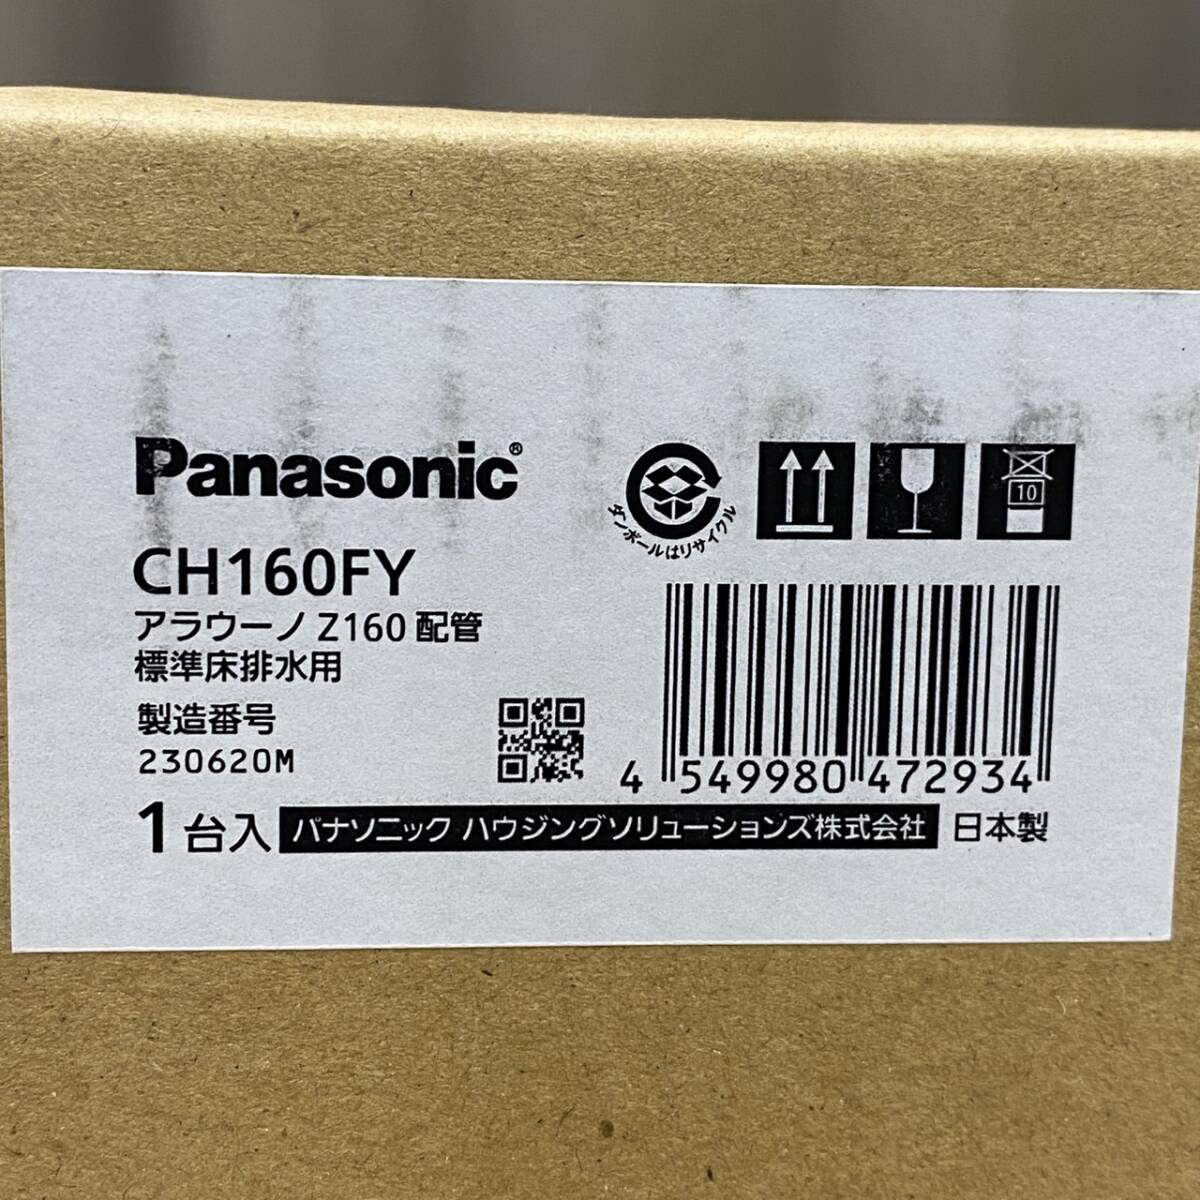 Panasonic®
ダンボールはリサイクル
10
CH160FY
アラウーノ Z160 配管
標準床排水用
製造番号
230620M
4 549980 472934
1台入 パナソニック ハウジングソリューションズ株式会社 日本製